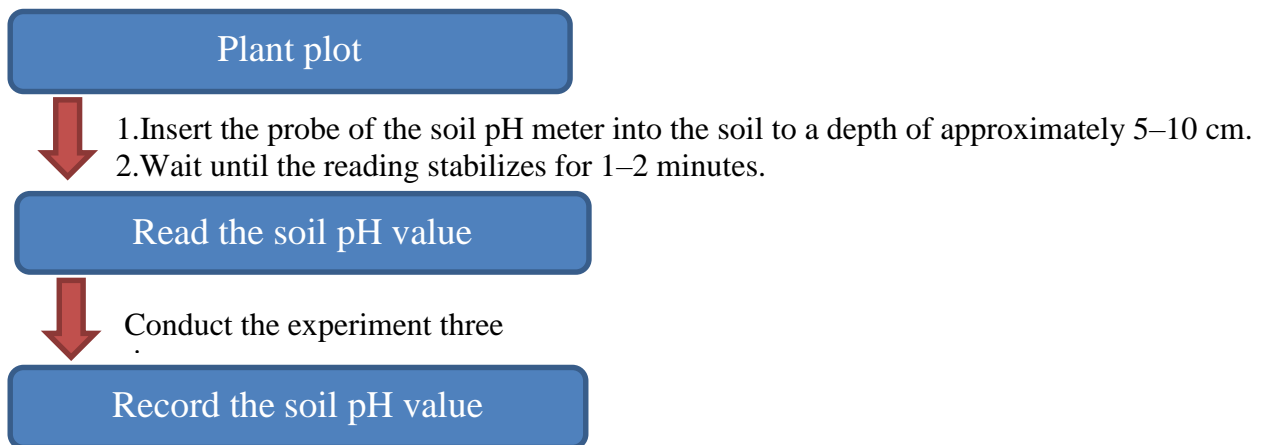 Plant plot
1.Insert the probe of the soil pH meter into the soil to a depth of approximately 5–10 cm.
2.Wait until the reading stabilizes for 1–2 minutes.
Read the soil pH value
Conduct the experiment three
Record the soil pH value